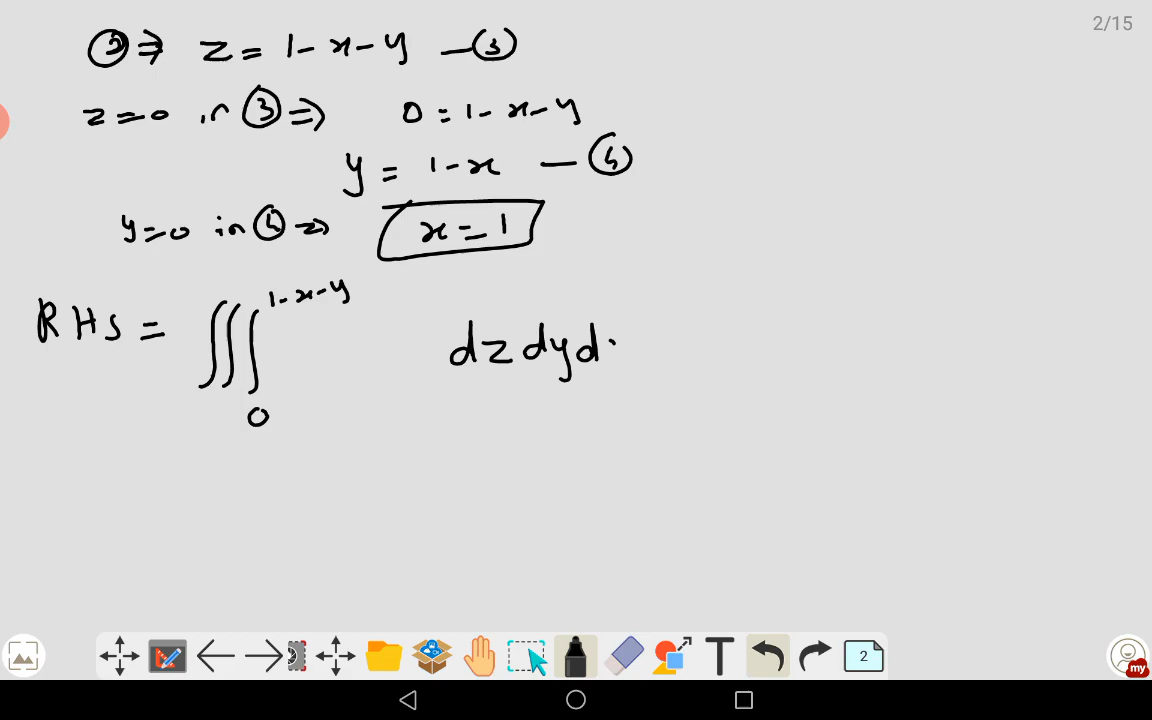 2/15
③ ⇒ z = 1 - x - y —③
z = 0 in ③ ⇒ 0 = 1 - x - y
y = 1 - x —④
y = 0 in ④ ⇒ x = 1
RHS = ∭ 1-x-y
dz dy d
0
T
2
my